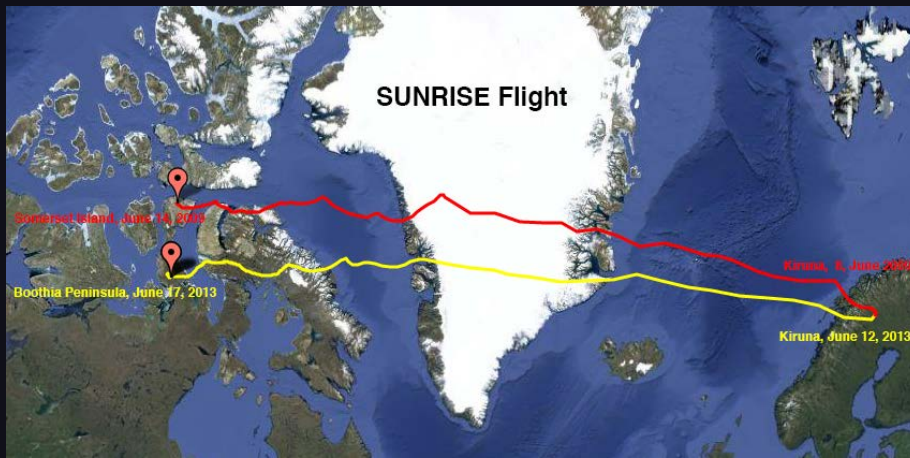 SUNRISE Flight
Somerset Island, June 14, 2009
Kiruna, 8, June 2009
Boothia Peninsula, June 17, 2013
Kiruna, June 12, 2013